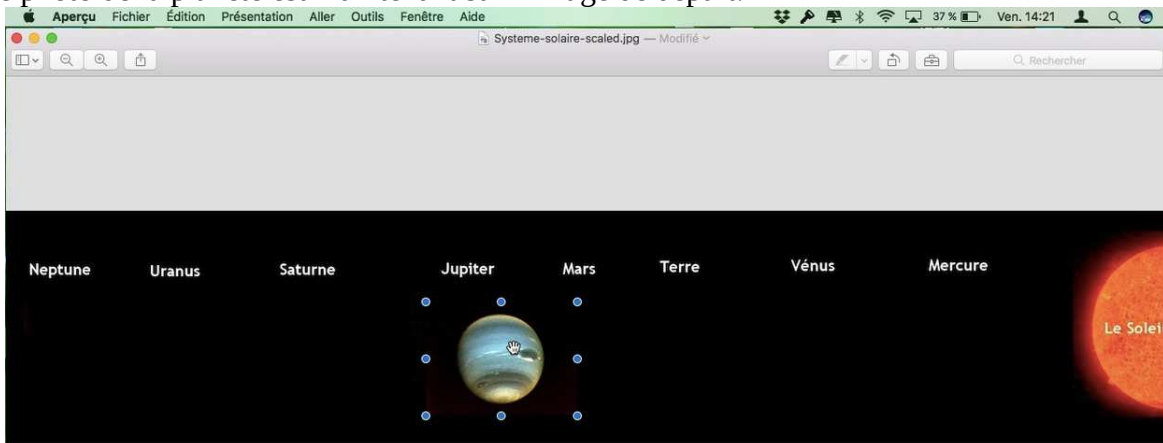 Aperçu Fichier Édition Présentation Aller Outils Fenêtre Aide 37 % Ven. 14:21
Systeme-solaire-scaled.jpg — Modifié
Rechercher
Neptune Uranus Saturne Jupiter Mars Terre Vénus Mercure
Le Solei